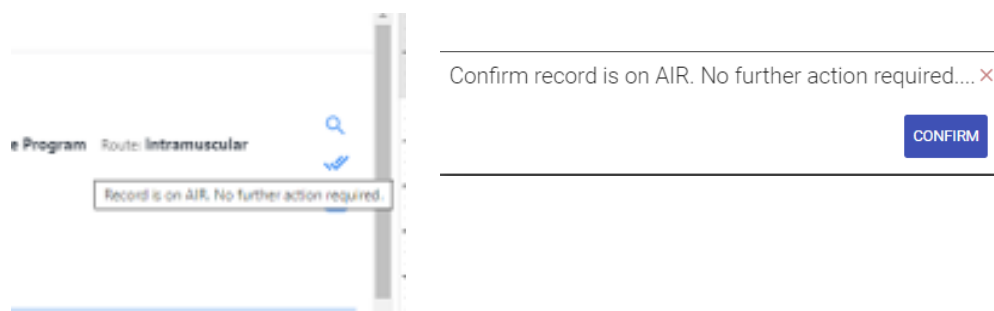 e Program Route: Intramuscular
Record is on AIR. No further action required.
Confirm record is on AIR. No further action required....
CONFIRM